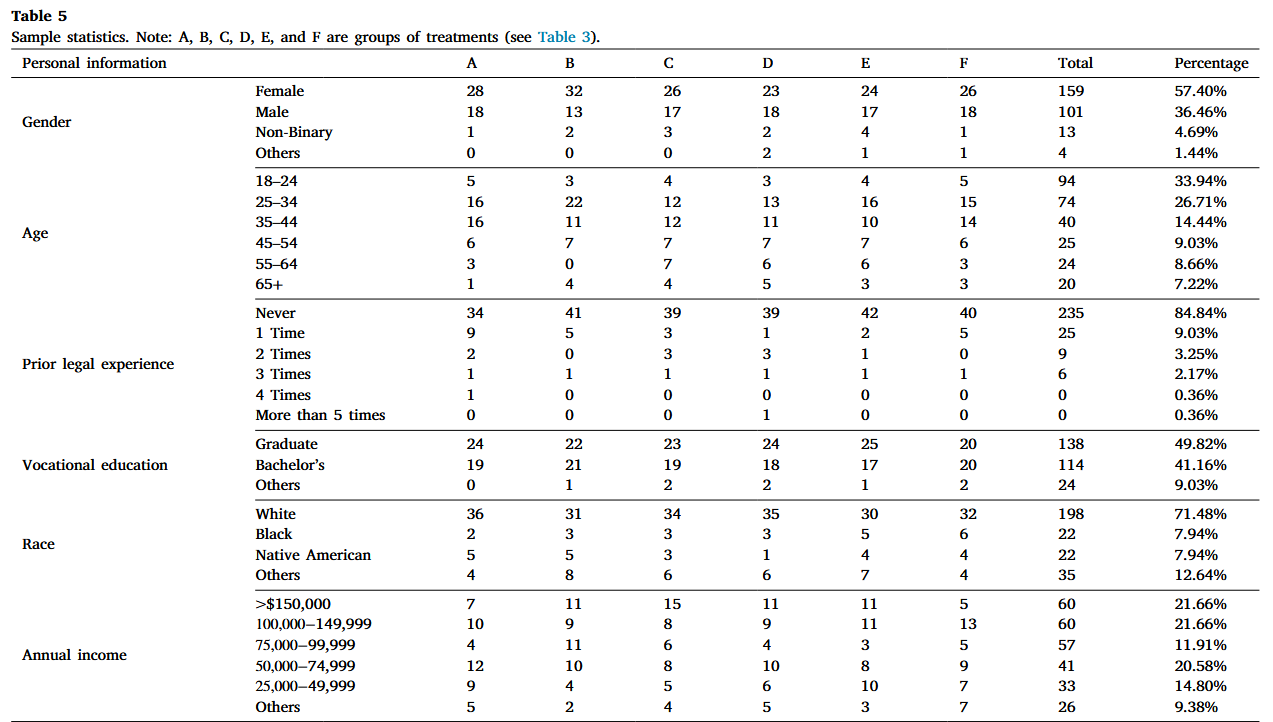 Table 5
Sample statistics. Note: A, B, C, D, E, and F are groups of treatments (see Table 3).
Personal information A B C D E F Total Percentage
Gender
Female 28 32 26 23 24 26 159 57.40%
Male 18 13 17 18 17 18 101 36.46%
Non-Binary 1 2 3 2 4 1 13 4.69%
Others 0 0 0 2 1 1 4 1.44%
Age
18–24 5 3 4 3 4 5 94 33.94%
25–34 16 22 12 13 16 15 74 26.71%
35–44 16 11 12 11 10 14 40 14.44%
45–54 6 7 7 7 7 6 25 9.03%
55–64 3 0 7 6 6 3 24 8.66%
65+ 1 4 4 5 3 3 20 7.22%
Prior legal experience
Never 34 41 39 39 42 40 235 84.84%
1 Time 9 5 3 1 2 5 25 9.03%
2 Times 2 0 3 3 1 0 9 3.25%
3 Times 1 1 1 1 1 1 6 2.17%
4 Times 1 0 0 0 0 0 0 0.36%
More than 5 times 0 0 0 1 0 0 0 0.36%
Vocational education
Graduate 24 22 23 24 25 20 138 49.82%
Bachelor's 19 21 19 18 17 20 114 41.16%
Others 0 1 2 2 1 2 24 9.03%
Race
White 36 31 34 35 30 32 198 71.48%
Black 2 3 3 3 5 6 22 7.94%
Native American 5 5 3 1 4 4 22 7.94%
Others 4 8 6 6 7 4 35 12.64%
Annual income
>$150,000 7 11 15 11 11 5 60 21.66%
100,000−149,999 10 9 8 9 11 13 60 21.66%
75,000−99,999 4 11 6 4 3 5 57 11.91%
50,000−74,999 12 10 8 10 8 9 41 20.58%
25,000−49,999 9 4 5 6 10 7 33 14.80%
Others 5 2 4 5 3 7 26 9.38%